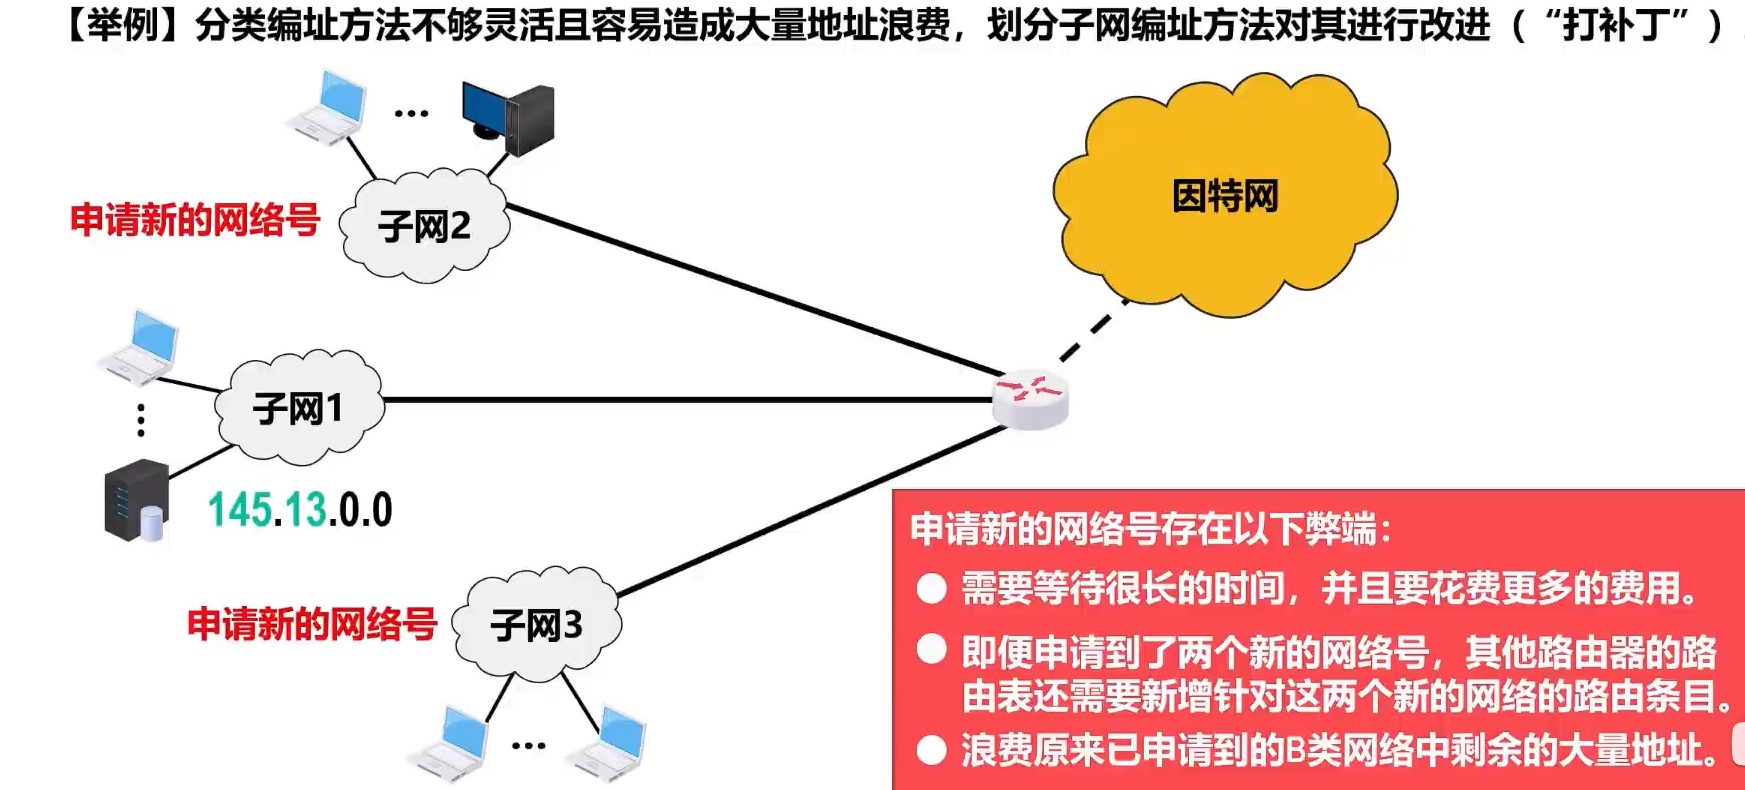 【举例】分类编址方法不够灵活且容易造成大量地址浪费，划分子网编址方法对其进行改进（“打补丁”）
因特网
申请新的网络号
子网2
子网1
145.13.0.0
申请新的网络号
子网3
申请新的网络号存在以下弊端：
● 需要等待很长的时间，并且要花费更多的费用。
● 即便申请到了两个新的网络号，其他路由器的路
由表还需要新增针对这两个新的网络的路由条目。
● 浪费原来已申请到的B类网络中剩余的大量地址。